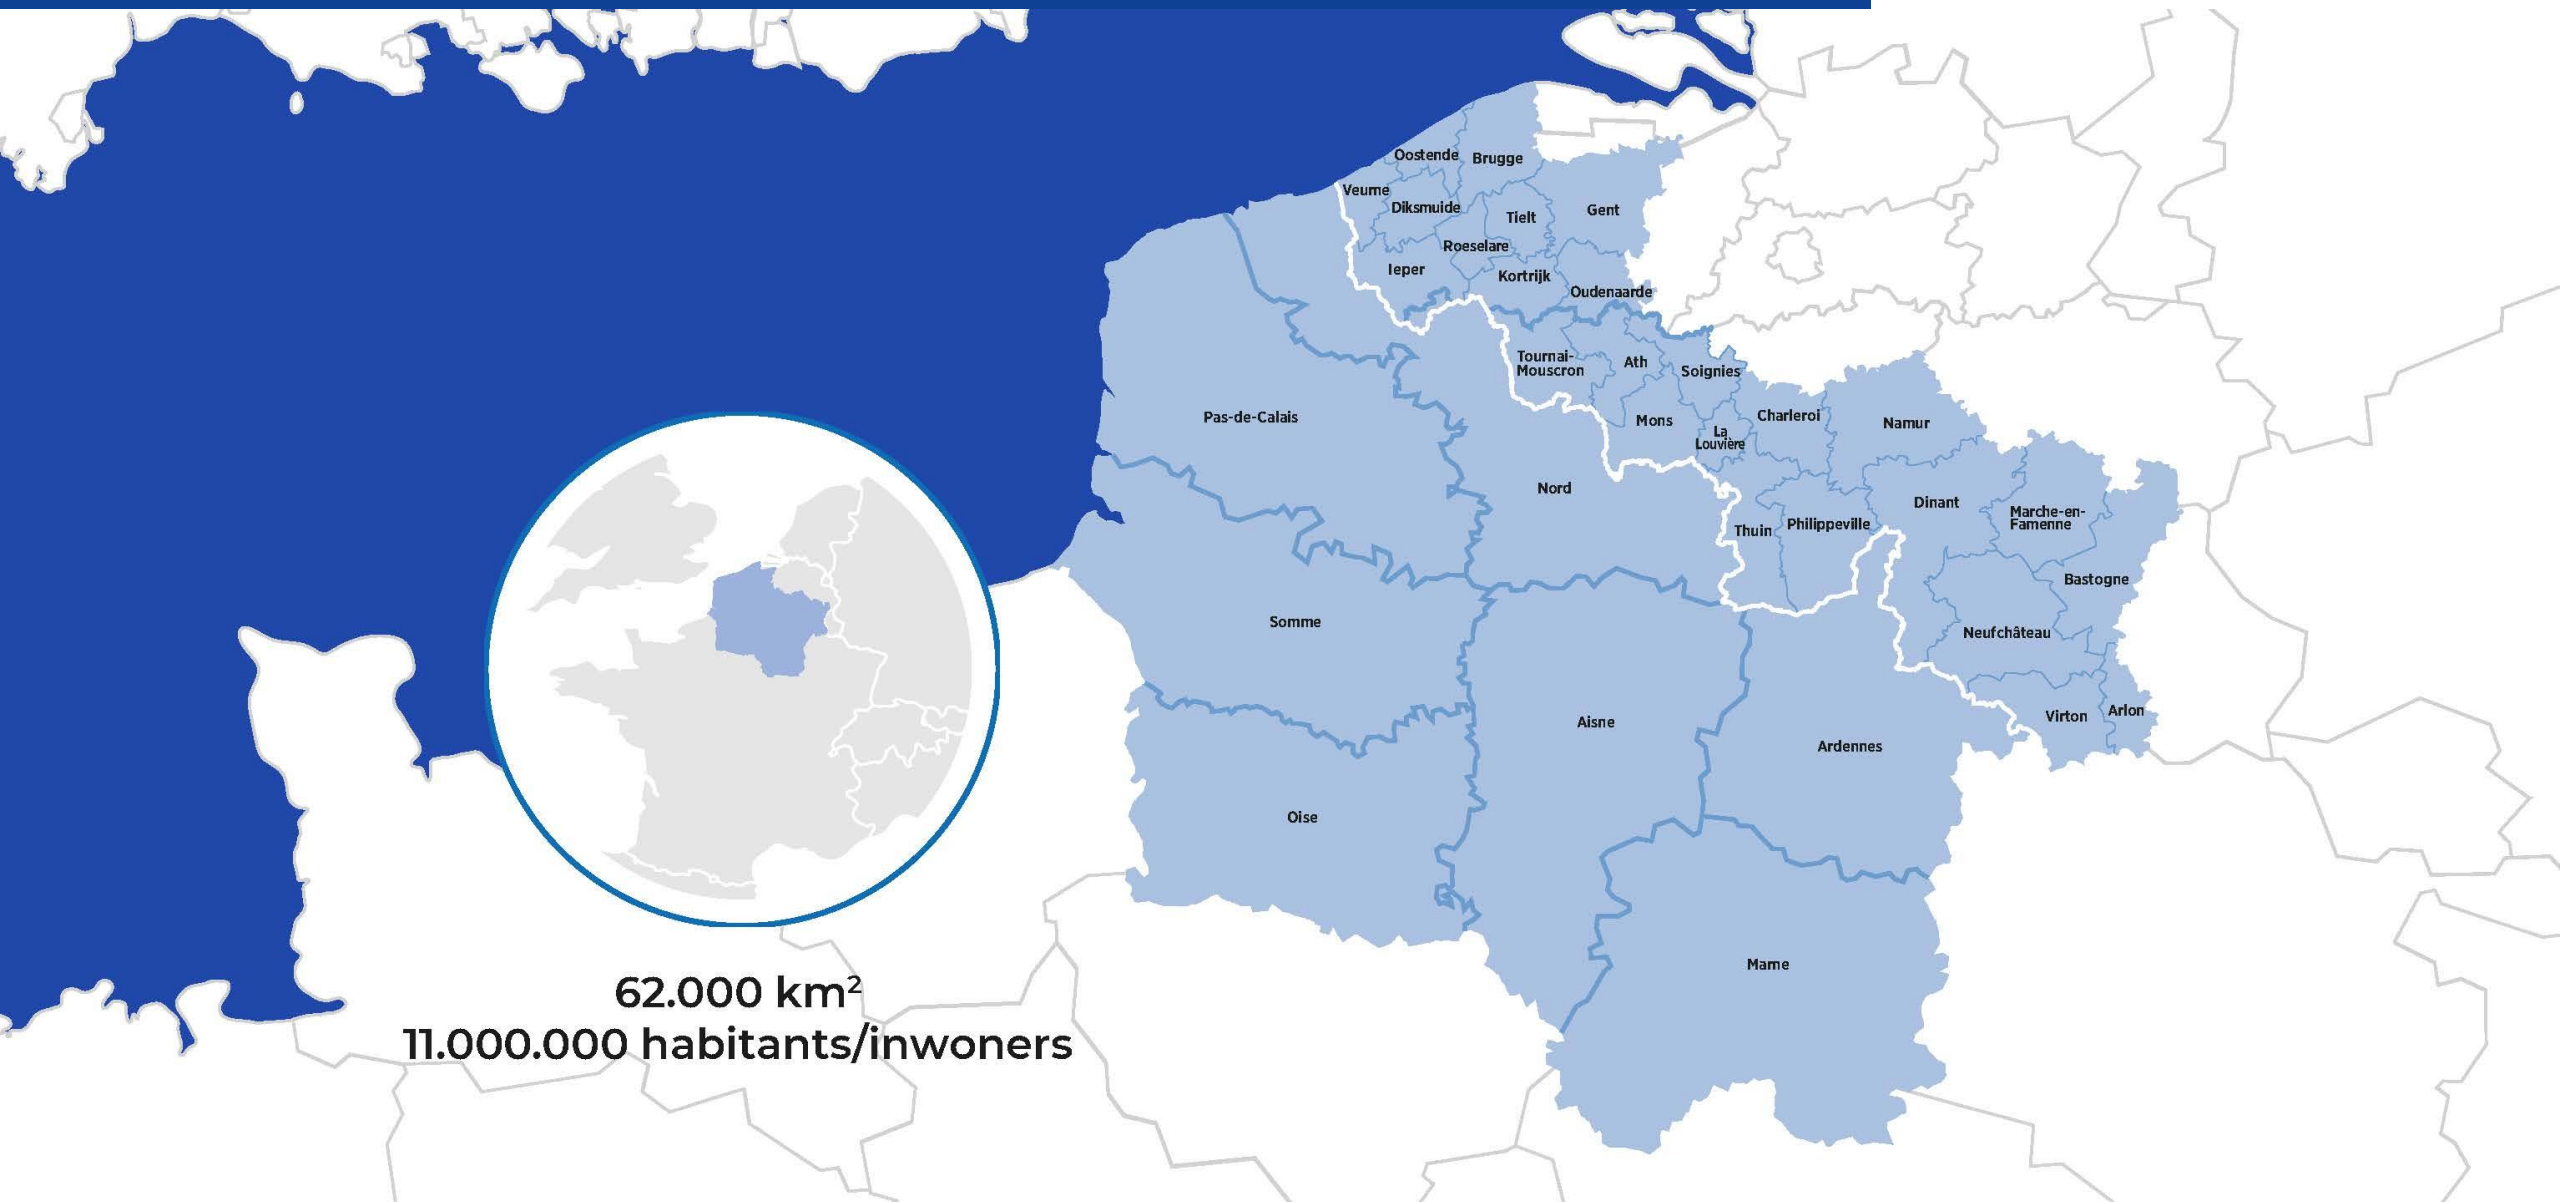 Oostende
Brugge
Veurne
Diksmuide
Tielt
Gent
Roeselare
Ieper
Kortrijk
Oudenaarde
Tournai-
Mouscron
Ath
Soignies
Pas-de-Calais
Mons
La
Louvière
Charleroi
Namur
Nord
Thuin
Philippeville
Dinant
Marche-en-
Famenne
Bastogne
Somme
Neufchâteau
Virton
Arlon
Aisne
Ardennes
Oise
Marne
62.000 km²
11.000.000 habitants/inwoners